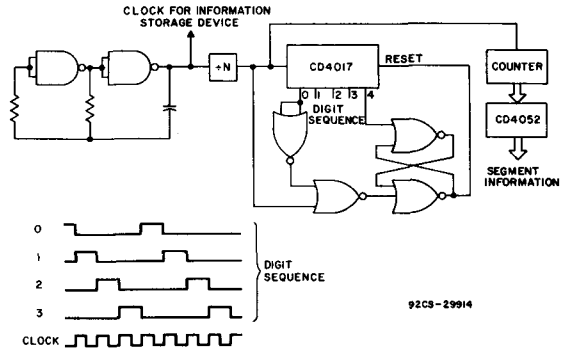 CLOCK FOR INFORMATION
STORAGE DEVICE
÷N
CD4017
RESET
COUNTER
0 1 2 3 4
DIGIT
SEQUENCE
CD4052
SEGMENT
INFORMATION
0
1
2
3
DIGIT
SEQUENCE
CLOCK
92CS-29914